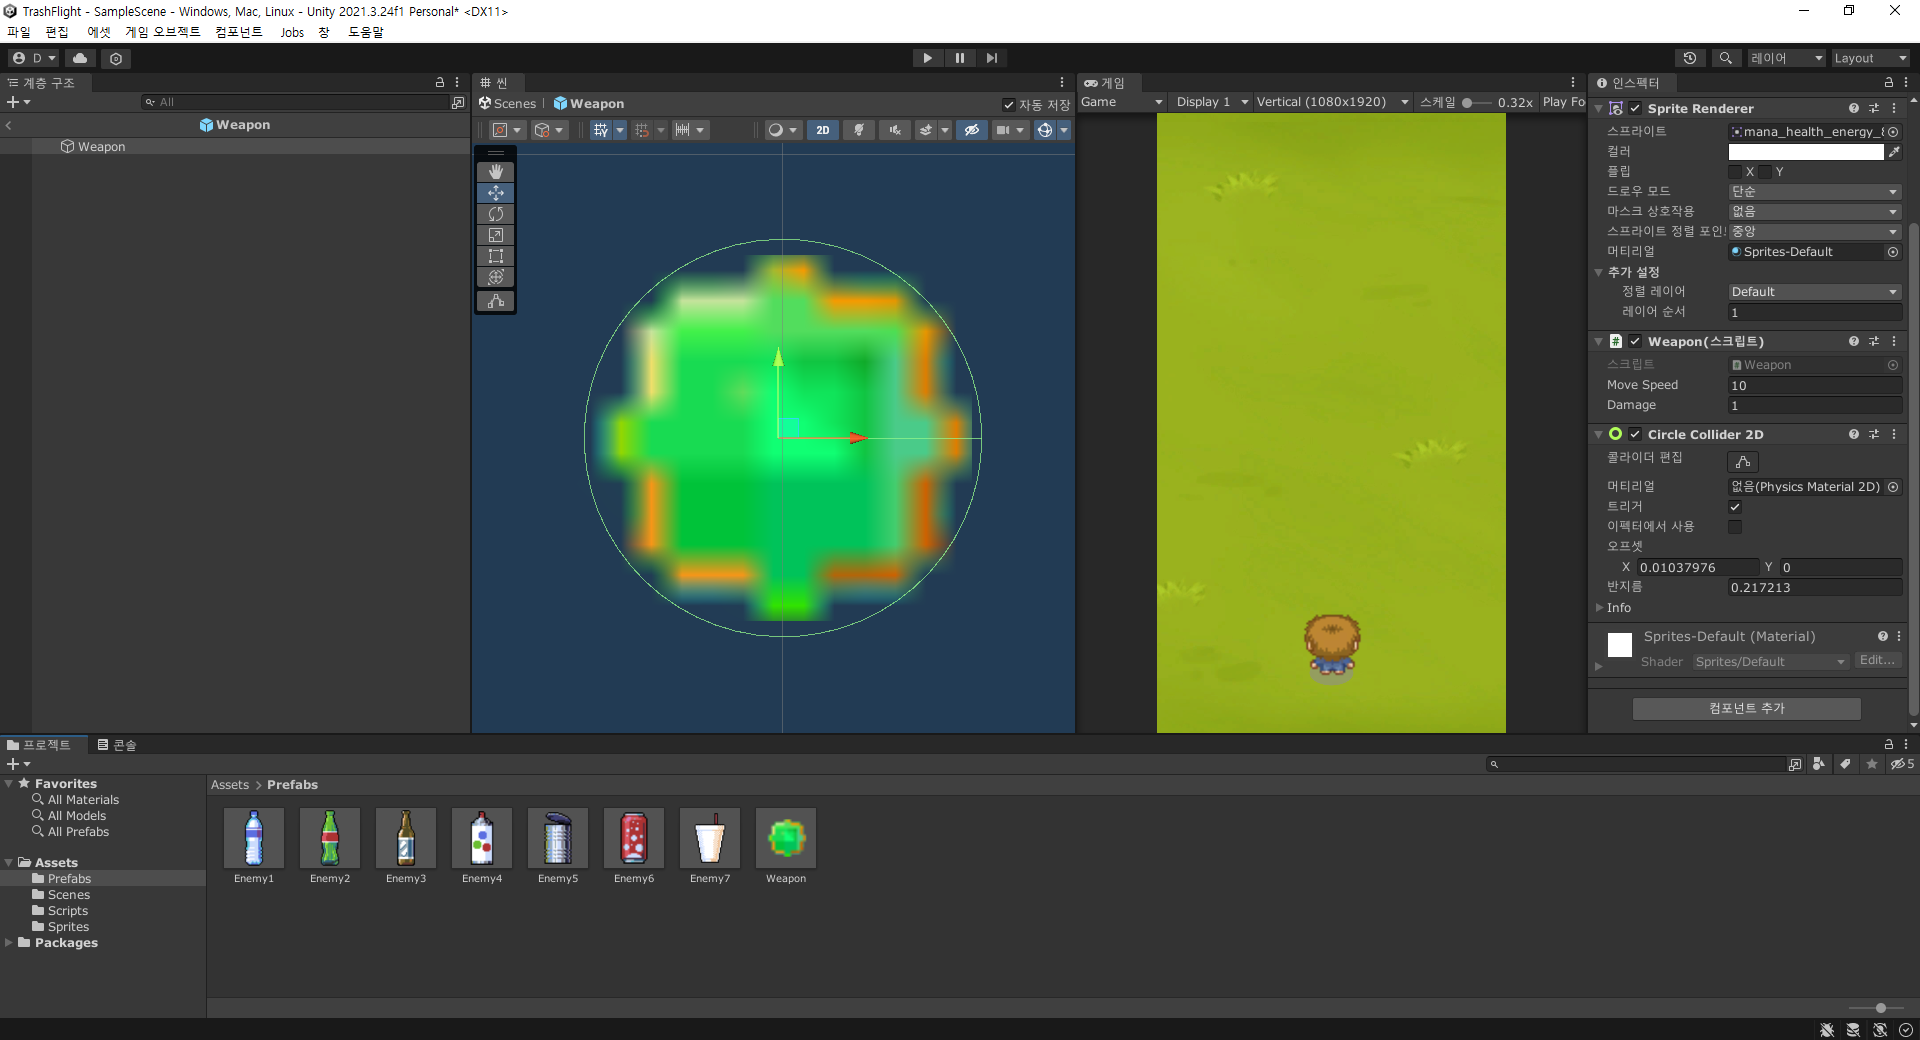 TrashFlight - SampleScene - Windows, Mac, Linux - Unity 2021.3.24f1 Personal* <DX11>
파일 편집 에셋 게임 오브젝트 컴포넌트 Jobs 창 도움말
D 레이어 Layout
계층 구조
All
Weapon
Weapon
씬
Scenes Weapon 자동 저장
2D
게임
Game Display 1 Vertical (1080x1920) 스케일 0.32x Play Fo
인스펙터
Sprite Renderer
스프라이트 mana_health_energy_
컬러
플립 X Y
드로우 모드 단순
마스크 상호작용 없음
스프라이트 정렬 포인트 중앙
머티리얼 Sprites-Default
추가 설정
정렬 레이어 Default
레이어 순서 1
Weapon(스크립트)
스크립트 Weapon
Move Speed 10
Damage 1
Circle Collider 2D
콜라이더 편집
머티리얼 없음(Physics Material 2D)
트리거
이펙터에서 사용
오프셋
X 0.01037976 Y 0
반지름 0.217213
Info
Sprites-Default (Material)
Shader Sprites/Default Edit...
컴포넌트 추가
프로젝트 콘솔
5
Favorites
All Materials
All Models
All Prefabs
Assets
Prefabs
Scenes
Scripts
Sprites
Packages
Assets > Prefabs
Enemy1 Enemy2 Enemy3 Enemy4 Enemy5 Enemy6 Enemy7 Weapon